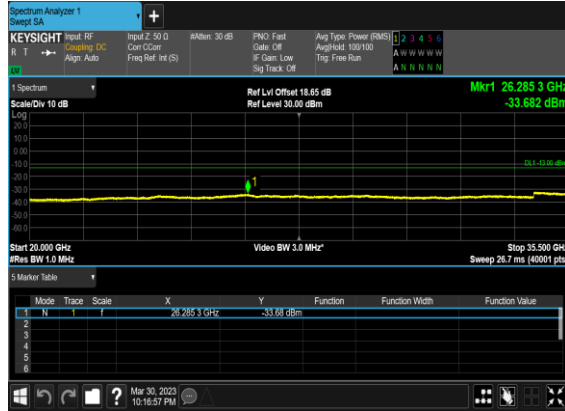 Spectrum Analyzer 1
Swept SA
+
KEYSIGHT Input: RF Input Z: 50 Ω #Atten: 30 dB PNO: Fast Avg Type: Power (RMS) 1 2 3 4 5 6
R T Coupling: DC Corr CCorr Gate: Off Avg|Hold: 100/100 A W W W W W
Align: Auto Freq Ref: Int (S) IF Gain: Low Trig: Free Run
LV Sig Track: Off A N N N N N
1 Spectrum Ref Lvl Offset 18.65 dB Mkr1 26.285 3 GHz
Scale/Div 10 dB Ref Level 30.00 dBm -33.682 dBm
Log
20.0
10.0
0.00
-10.0 DL1 -13.00 dBm
-20.0
-30.0 1
-40.0
-50.0
-60.0
Start 20.000 GHz Video BW 3.0 MHz* Stop 35.500 GHz
#Res BW 1.0 MHz Sweep 26.7 ms (40001 pts)
5 Marker Table
Mode Trace Scale X Y Function Function Width Function Value
1 N 1 f 26.285 3 GHz -33.68 dBm
2
3
4
5
6
? Mar 30, 2023
10:16:57 PM